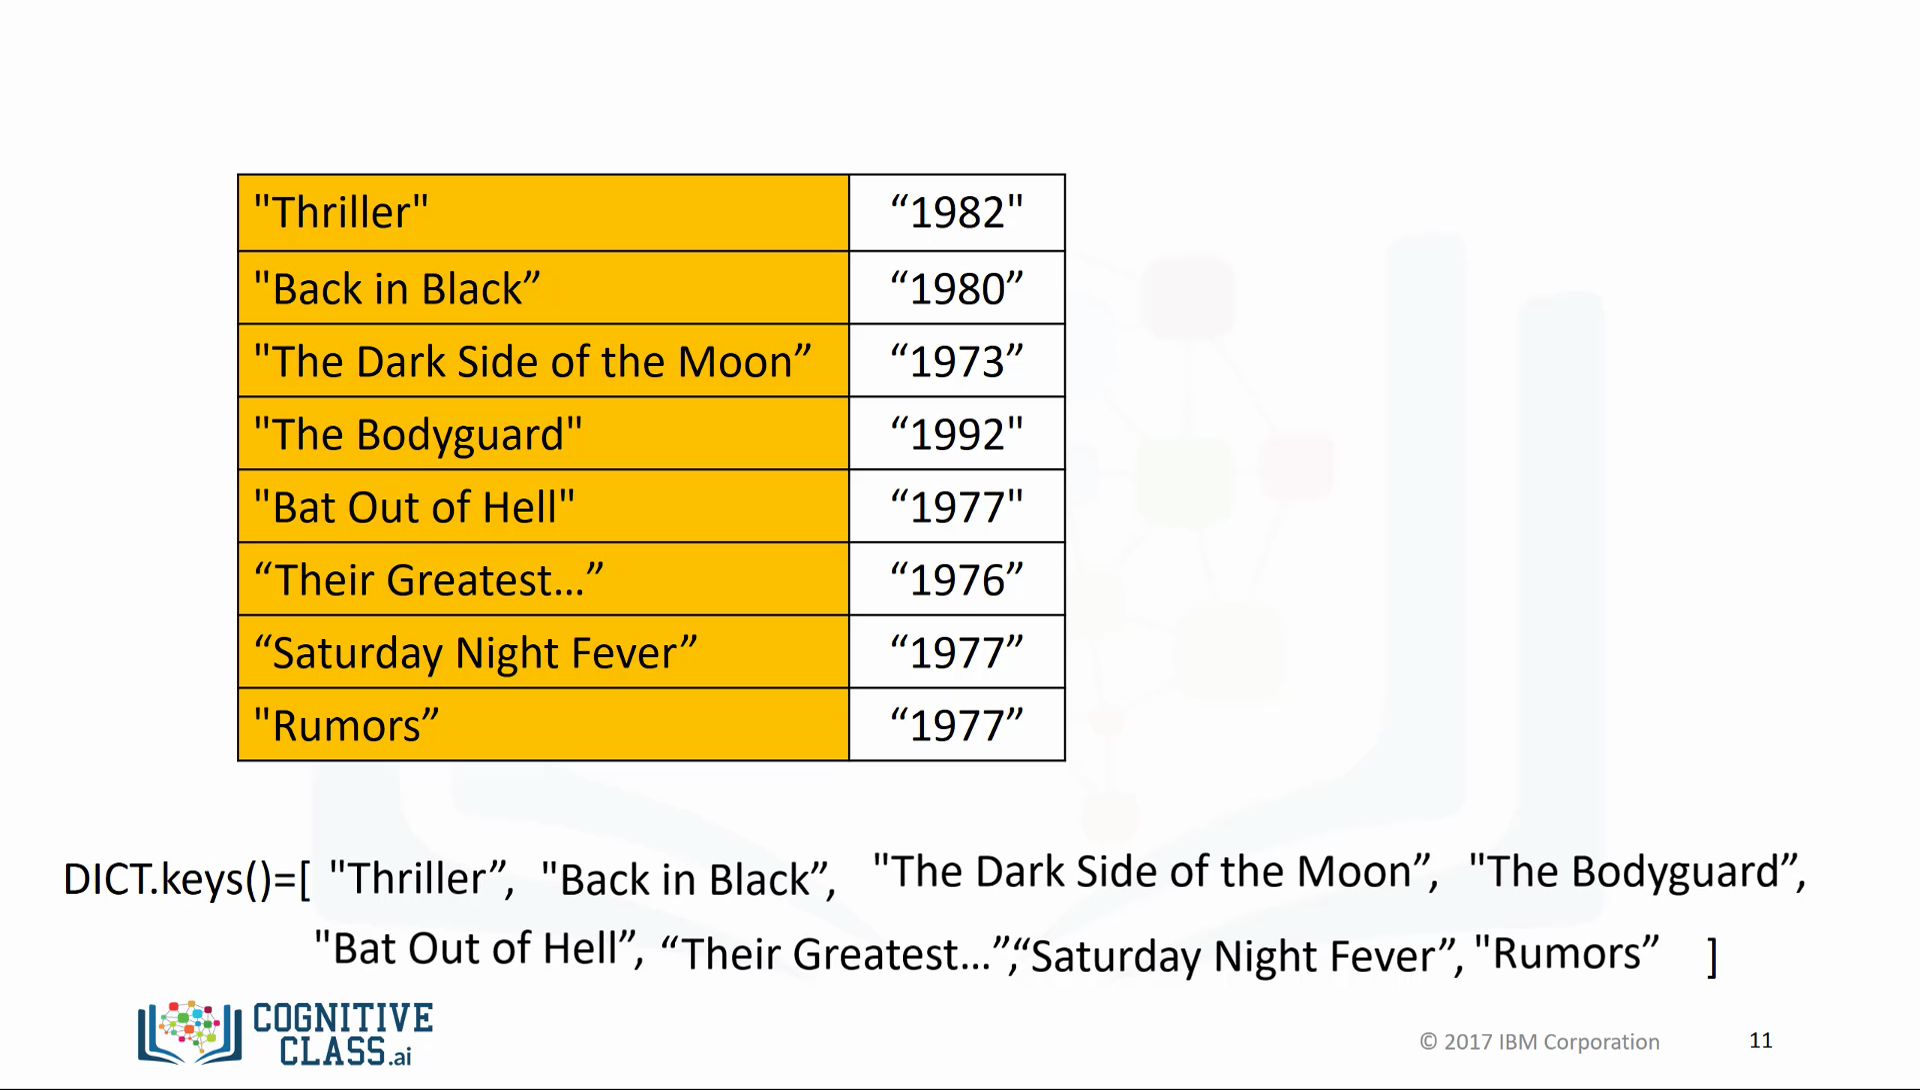 "Thriller" “1982"
"Back in Black” “1980”
"The Dark Side of the Moon” “1973”
"The Bodyguard" “1992"
"Bat Out of Hell" “1977"
“Their Greatest...” “1976”
“Saturday Night Fever” “1977”
"Rumors” “1977”
DICT.keys()=[ "Thriller”, "Back in Black”, "The Dark Side of the Moon”, "The Bodyguard”,
"Bat Out of Hell”, “Their Greatest...”,“Saturday Night Fever”, "Rumors” ]
COGNITIVE
CLASS.ai
© 2017 IBM Corporation 11